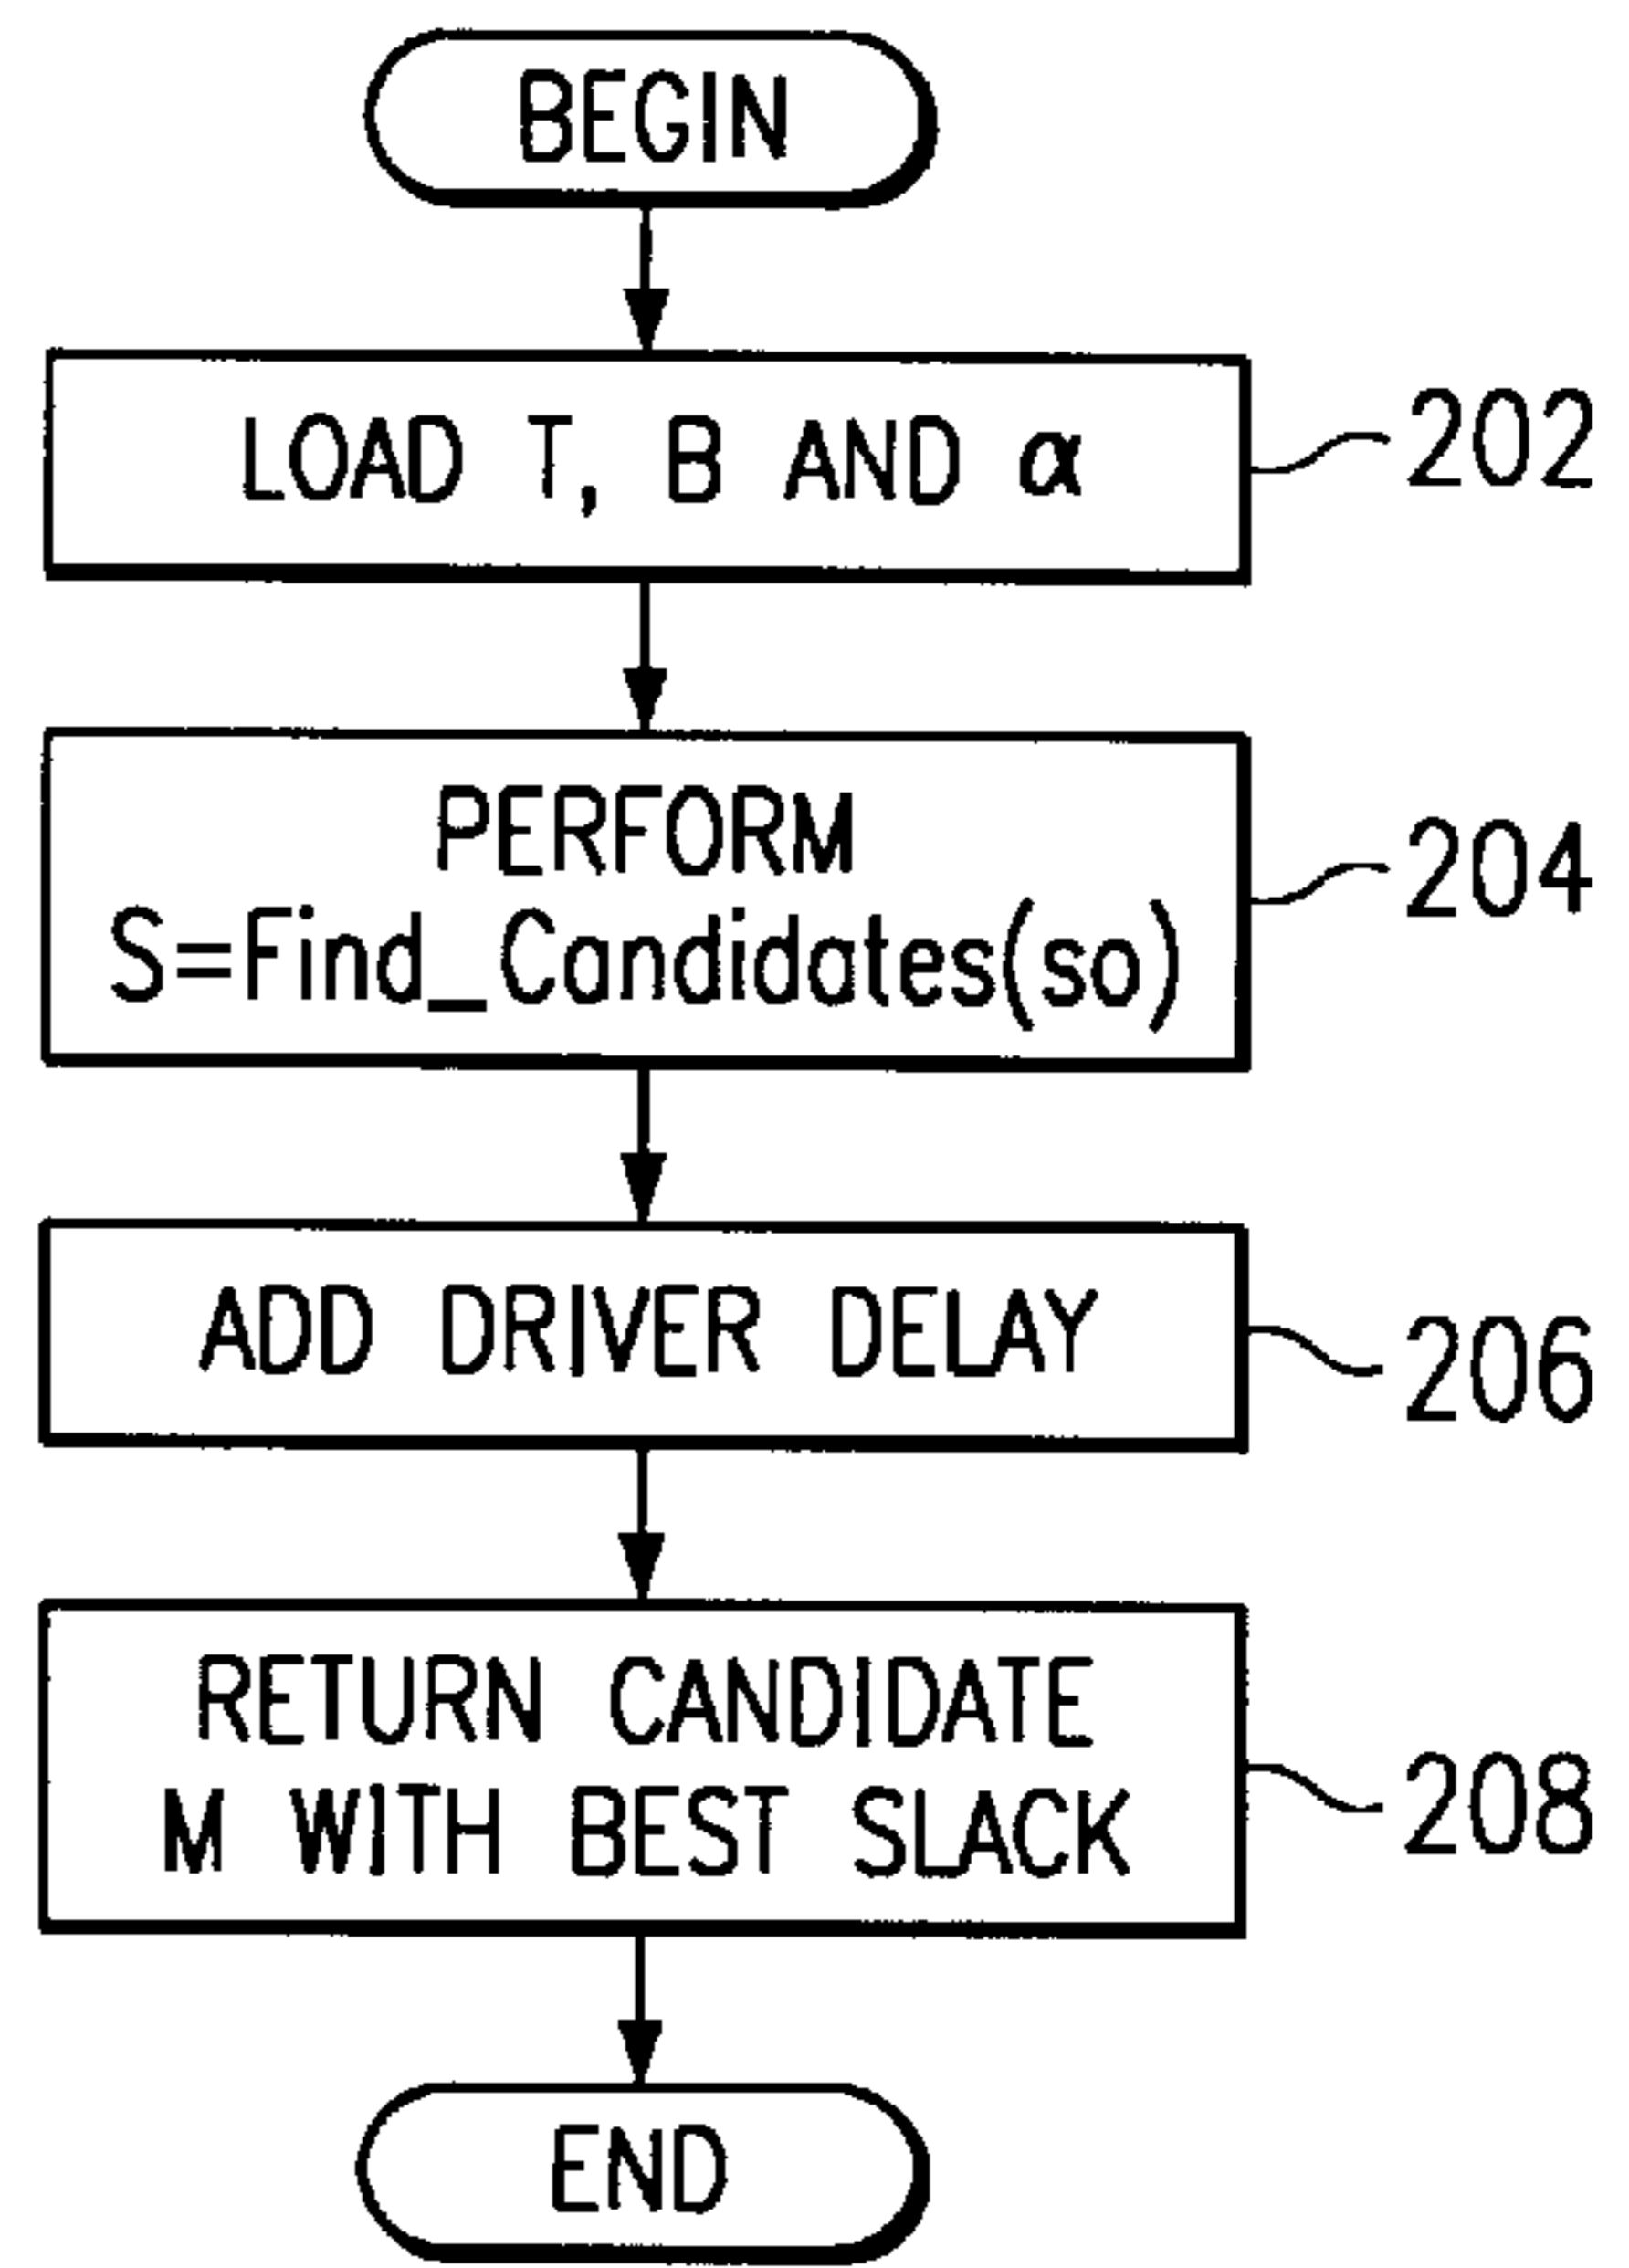 BEGIN
LOAD T, B AND α
202
PERFORM
S=Find_Candidates(so)
204
ADD DRIVER DELAY
206
RETURN CANDIDATE
M WITH BEST SLACK
208
END